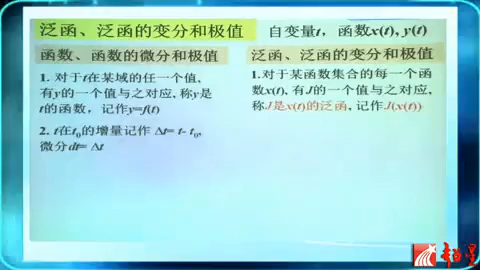 泛函、泛函的变分和极值
自变量t，函数x(t), y(t)
函数、函数的微分和极值
1. 对于t在某域的任一个值,
有y的一个值与之对应, 称y是
t的函数，记作y=f(t)
2. t在t₀的增量记作 Δt= t- t₀,
微分dt= Δt
泛函、泛函的变分和极值
1.对于某函数集合的每一个函
数x(t), 有J的一个值与之对应,
称J是x(t)的泛函, 记作J(x(t))